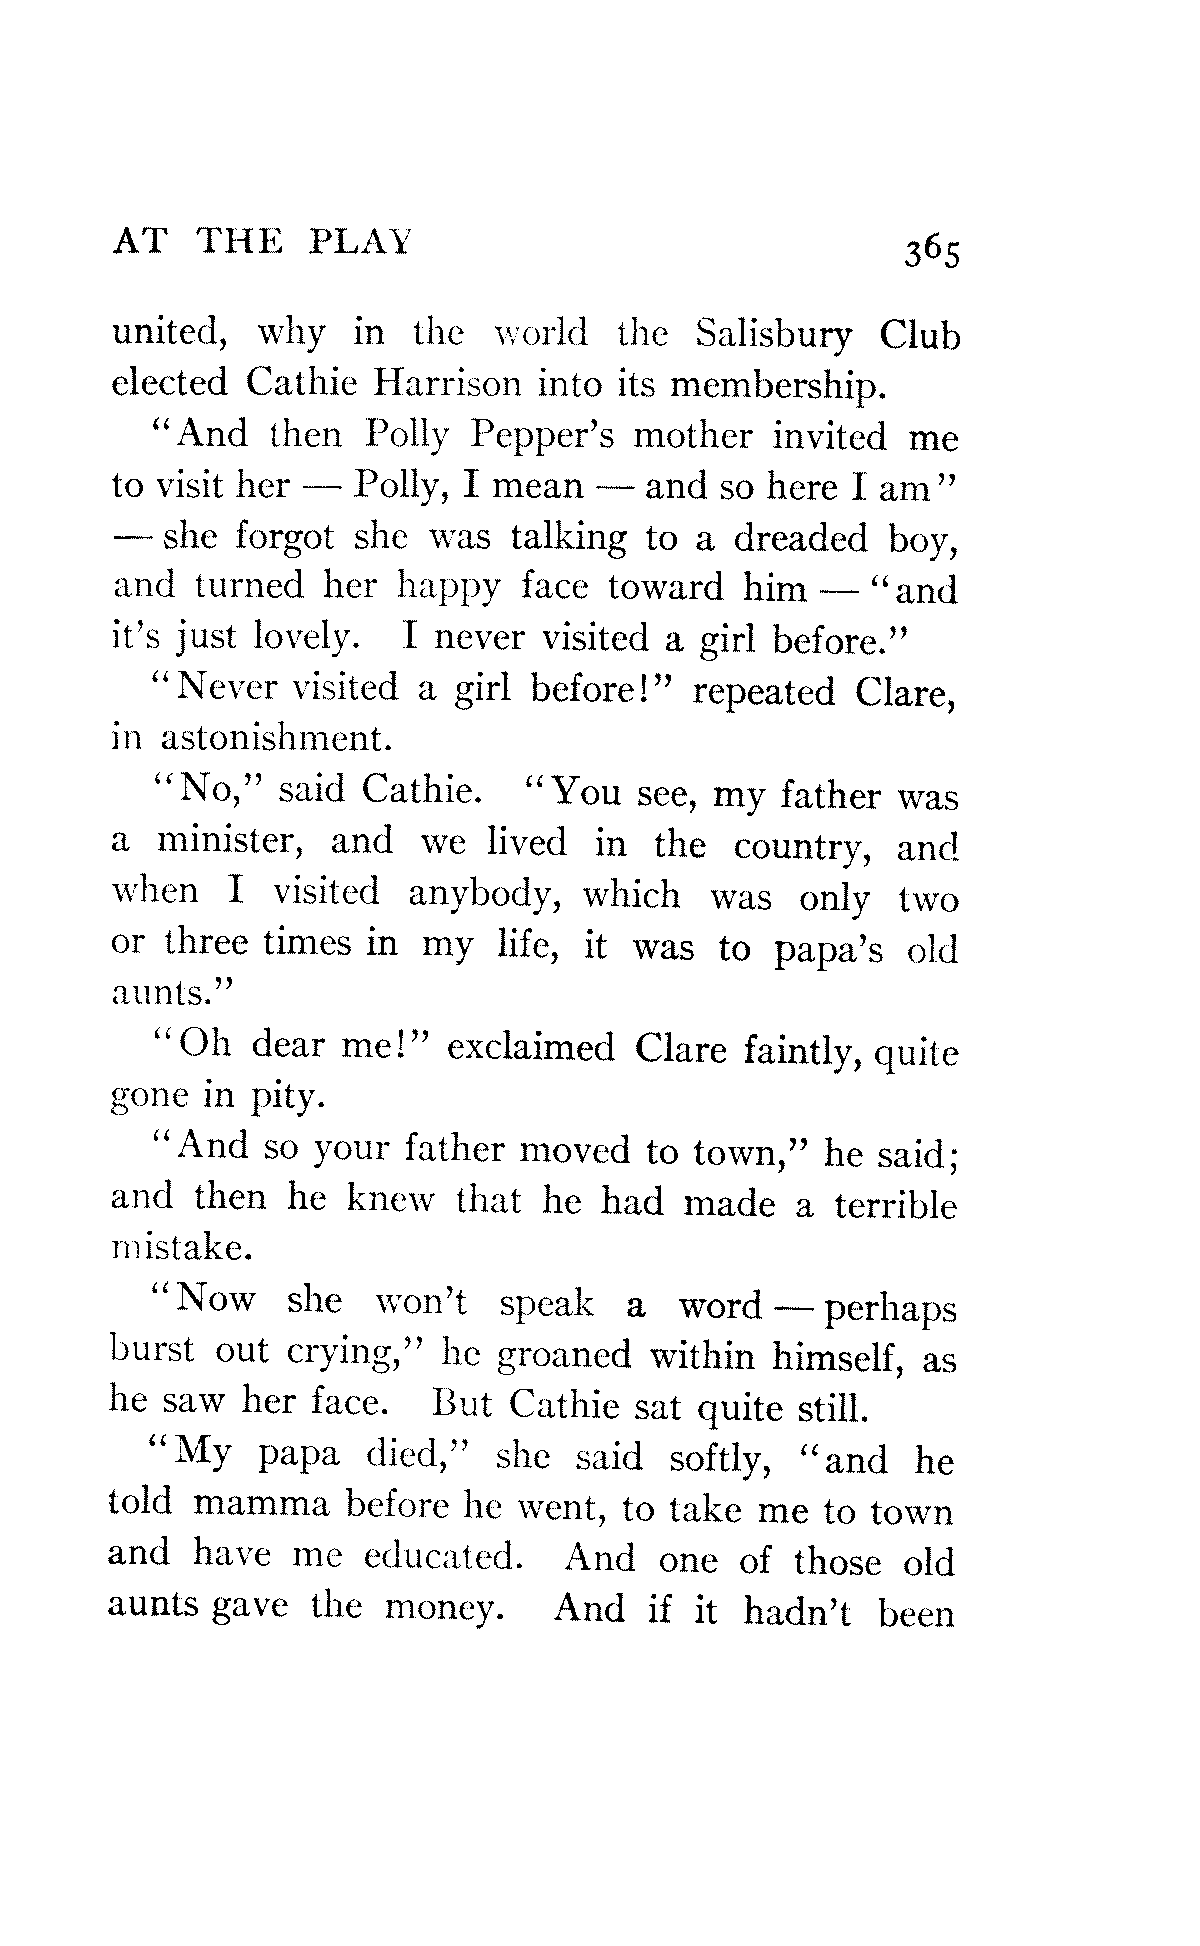 AT THE PLAY 365
united, why in the world the Salisbury Club
elected Cathie Harrison into its membership.
"And then Polly Pepper's mother invited me
to visit her — Polly, I mean — and so here I am"
— she forgot she was talking to a dreaded boy,
and turned her happy face toward him — "and
it's just lovely. I never visited a girl before."
"Never visited a girl before!" repeated Clare,
in astonishment.
"No," said Cathie. "You see, my father was
a minister, and we lived in the country, and
when I visited anybody, which was only two
or three times in my life, it was to papa's old
aunts."
"Oh dear me!" exclaimed Clare faintly, quite
gone in pity.
"And so your father moved to town," he said;
and then he knew that he had made a terrible
mistake.
"Now she won't speak a word — perhaps
burst out crying," he groaned within himself, as
he saw her face. But Cathie sat quite still.
"My papa died," she said softly, "and he
told mamma before he went, to take me to town
and have me educated. And one of those old
aunts gave the money. And if it hadn't been